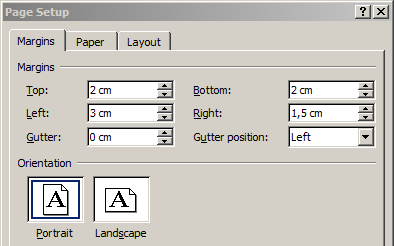 Page Setup
Margins Paper Layout
Margins
Top: 2 cm Bottom: 2 cm
Left: 3 cm Right: 1,5 cm
Gutter: 0 cm Gutter position: Left
Orientation
A A
Portrait Landscape